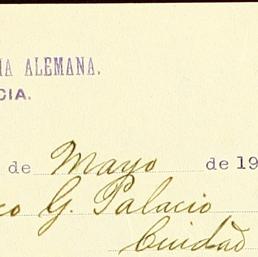 IA ALEMANA.
CIA.
de Mayo de 19
co G. Palacio
Ciudad